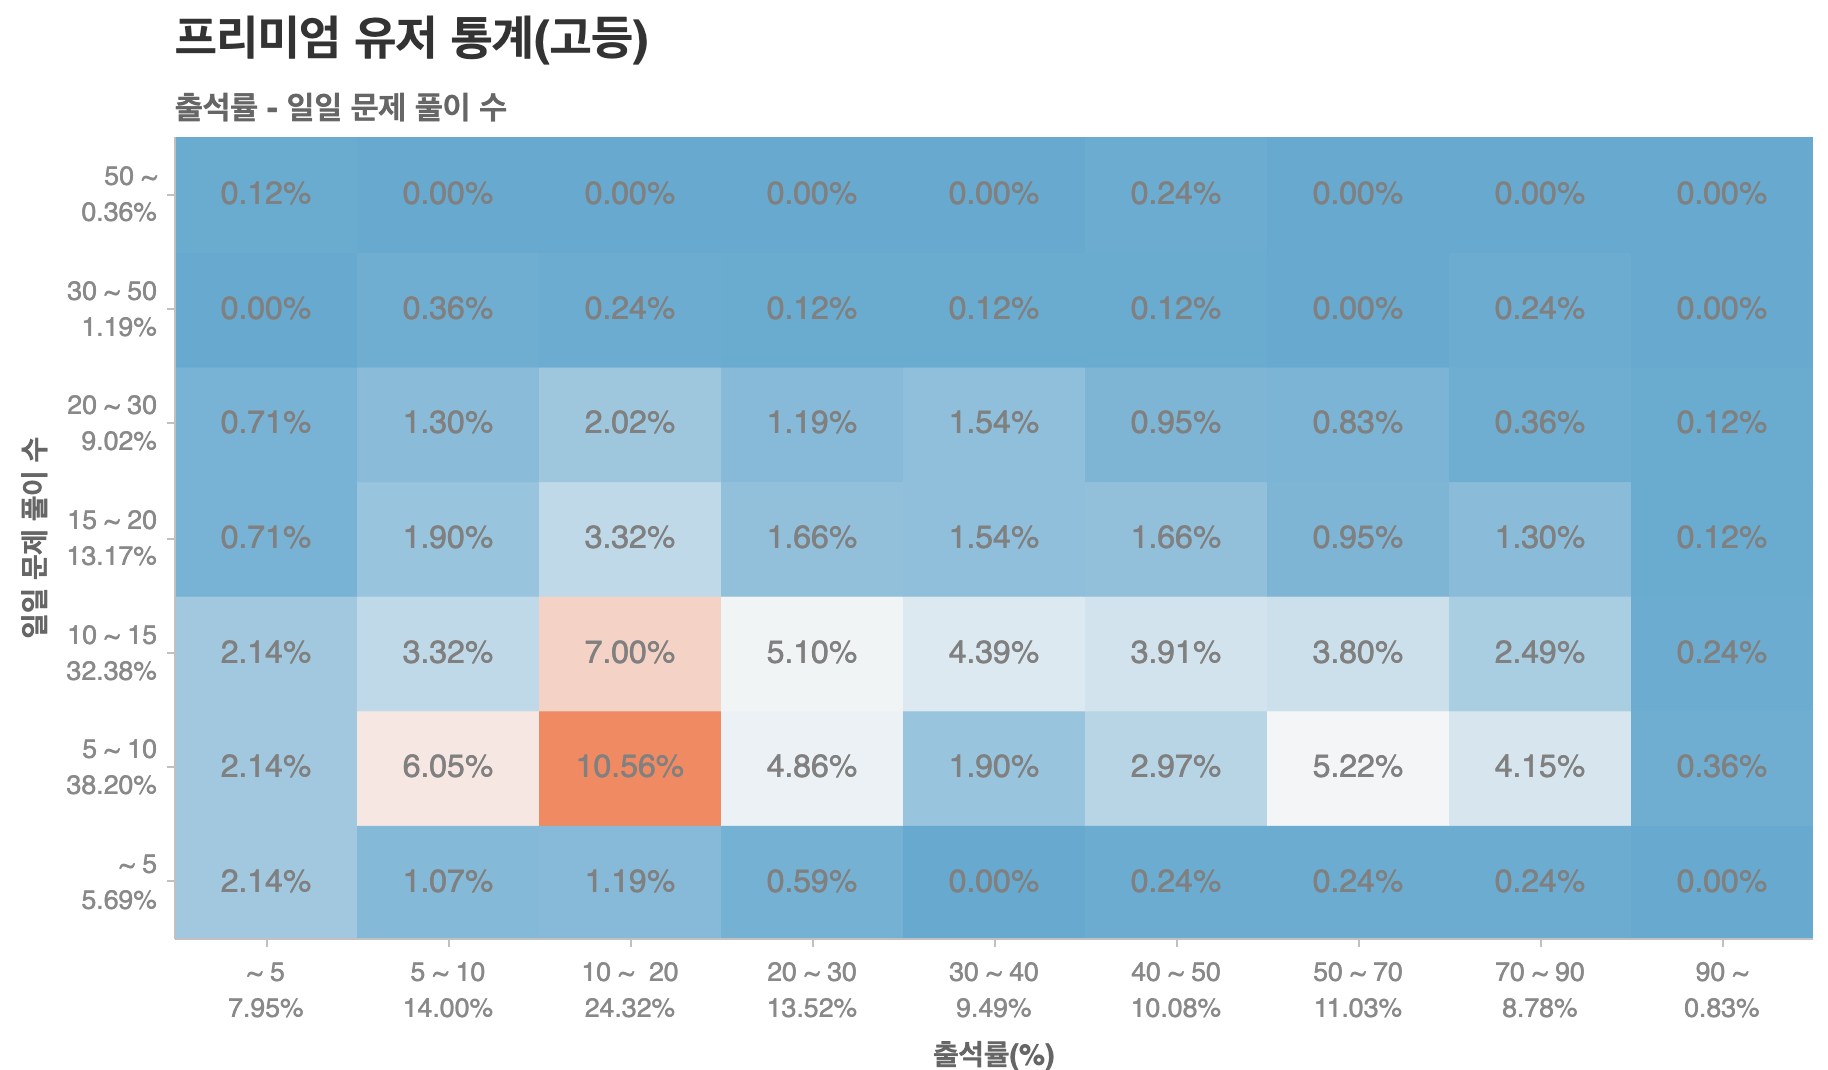 프리미엄 유저 통계(고등)
출석률 - 일일 문제 풀이 수
일일 문제 풀이 수
50 ~
0.36%
0.12% 0.00% 0.00% 0.00% 0.00% 0.24% 0.00% 0.00% 0.00%
30 ~ 50
1.19%
0.00% 0.36% 0.24% 0.12% 0.12% 0.12% 0.00% 0.24% 0.00%
20 ~ 30
9.02%
0.71% 1.30% 2.02% 1.19% 1.54% 0.95% 0.83% 0.36% 0.12%
15 ~ 20
13.17%
0.71% 1.90% 3.32% 1.66% 1.54% 1.66% 0.95% 1.30% 0.12%
10 ~ 15
32.38%
2.14% 3.32% 7.00% 5.10% 4.39% 3.91% 3.80% 2.49% 0.24%
5 ~ 10
38.20%
2.14% 6.05% 10.56% 4.86% 1.90% 2.97% 5.22% 4.15% 0.36%
~ 5
5.69%
2.14% 1.07% 1.19% 0.59% 0.00% 0.24% 0.24% 0.24% 0.00%
~ 5 5 ~ 10 10 ~ 20 20 ~ 30 30 ~ 40 40 ~ 50 50 ~ 70 70 ~ 90 90 ~
7.95% 14.00% 24.32% 13.52% 9.49% 10.08% 11.03% 8.78% 0.83%
출석률(%)